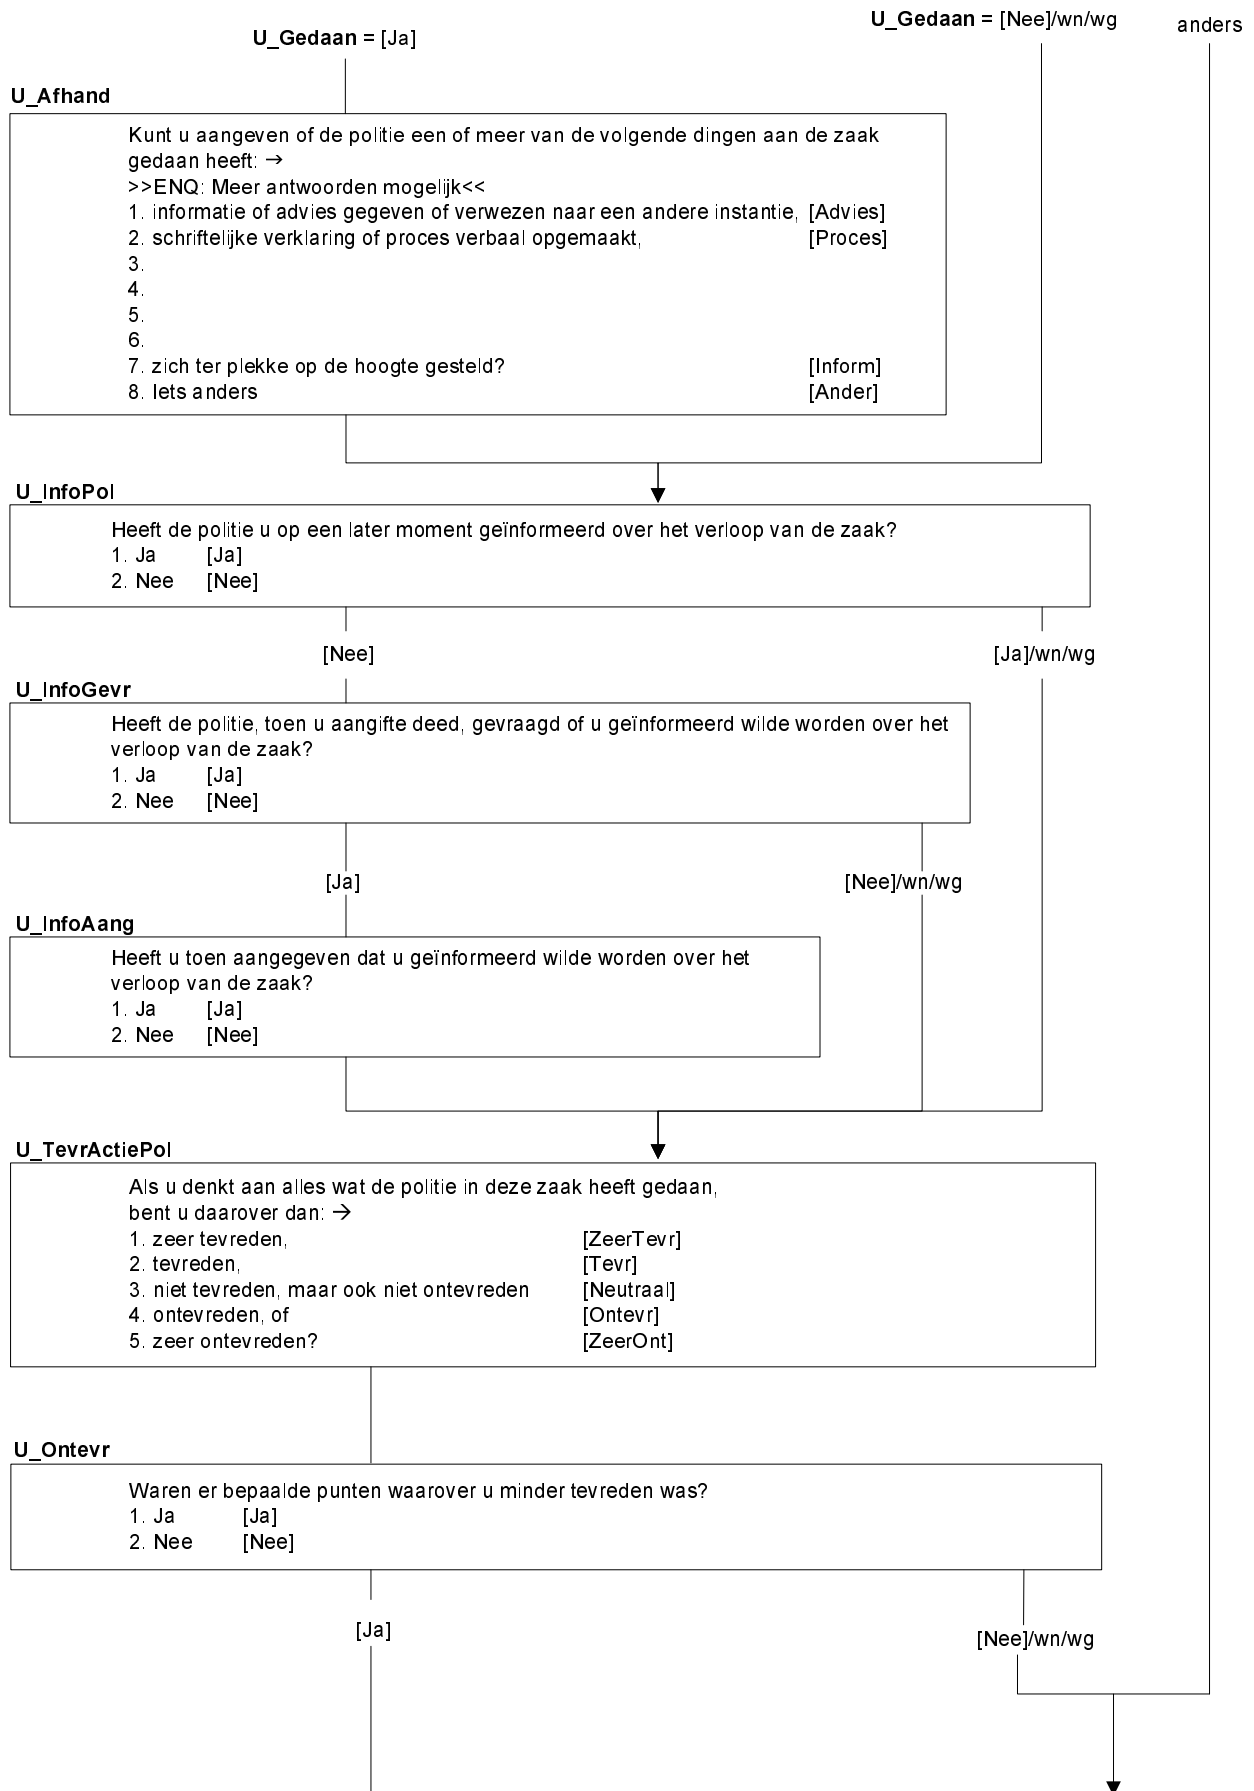 U_Gedaan = [Ja]
U_Gedaan = [Nee]/wn/wg
anders
U_Afhand
Kunt u aangeven of de politie een of meer van de volgende dingen aan de zaak
gedaan heeft: →
>>ENQ: Meer antwoorden mogelijk<<
1. informatie of advies gegeven of verwezen naar een andere instantie, [Advies]
2. schriftelijke verklaring of proces verbaal opgemaakt, [Proces]
3.
4.
5.
6.
7. zich ter plekke op de hoogte gesteld? [Inform]
8. Iets anders [Ander]
U_InfoPol
Heeft de politie u op een later moment geïnformeerd over het verloop van de zaak?
1. Ja [Ja]
2. Nee [Nee]
[Nee]
[Ja]/wn/wg
U_InfoGevr
Heeft de politie, toen u aangifte deed, gevraagd of u geïnformeerd wilde worden over het
verloop van de zaak?
1. Ja [Ja]
2. Nee [Nee]
[Ja]
[Nee]/wn/wg
U_InfoAang
Heeft u toen aangegeven dat u geïnformeerd wilde worden over het
verloop van de zaak?
1. Ja [Ja]
2. Nee [Nee]
U_TevrActiePol
Als u denkt aan alles wat de politie in deze zaak heeft gedaan,
bent u daarover dan: →
1. zeer tevreden, [ZeerTevr]
2. tevreden, [Tevr]
3. niet tevreden, maar ook niet ontevreden [Neutraal]
4. ontevreden, of [Ontevr]
5. zeer ontevreden? [ZeerOnt]
U_Ontevr
Waren er bepaalde punten waarover u minder tevreden was?
1. Ja [Ja]
2. Nee [Nee]
[Ja]
[Nee]/wn/wg